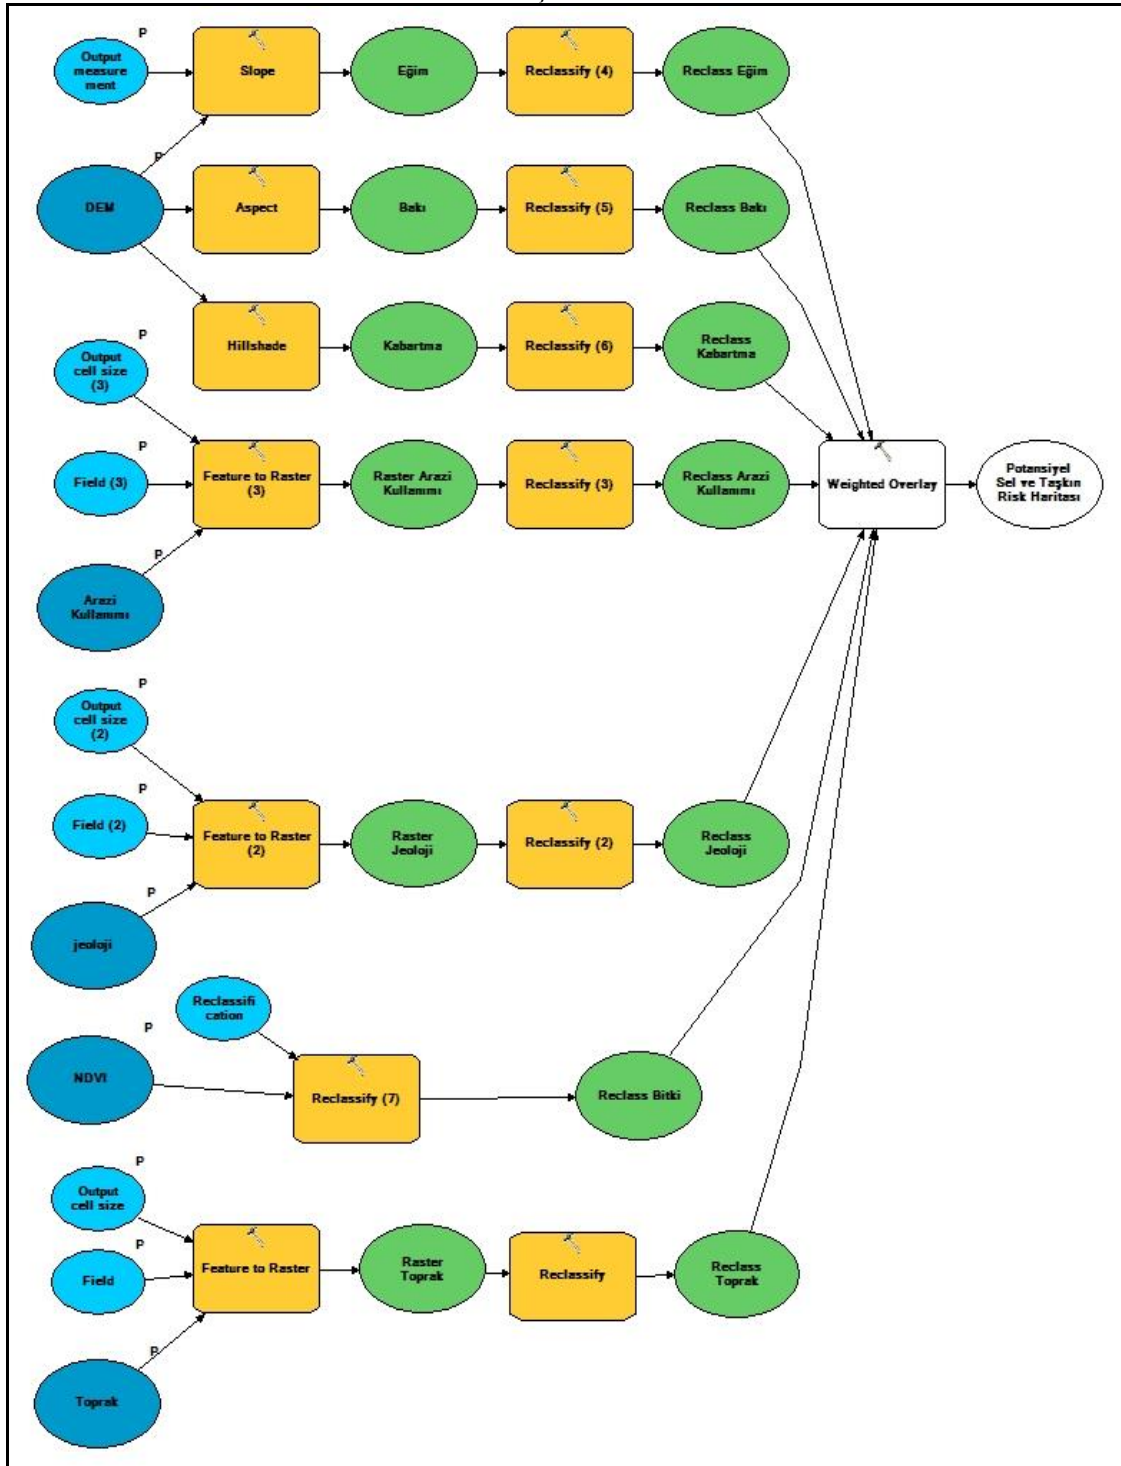 P
Output
measure
ment
Slope
Eğim
Reclassify (4)
Reclass Eğim
P
DEM
Aspect
Bakı
Reclassify (5)
Reclass Bakı
Hillshade
Kabartma
Reclassify (6)
Reclass
Kabartma
P
Output
cell size
(3)
P
Field (3)
Feature to Raster
(3)
Raster Arazi
Kullanımı
Reclassify (3)
Reclass Arazi
Kullanımı
Weighted Overlay
Potansiyel
Sel ve Taşkın
Risk Haritası
P
Arazi
Kullanımı
P
Output
cell size
(2)
P
Field (2)
Feature to Raster
(2)
Raster
Jeoloji
Reclassify (2)
Reclass
Jeoloji
P
jeoloji
Reclassifi
cation
P
NDVI
Reclassify (7)
Reclass Bitki
P
Output
cell size
P
Field
Feature to Raster
Raster
Toprak
Reclassify
Reclass
Toprak
P
Toprak